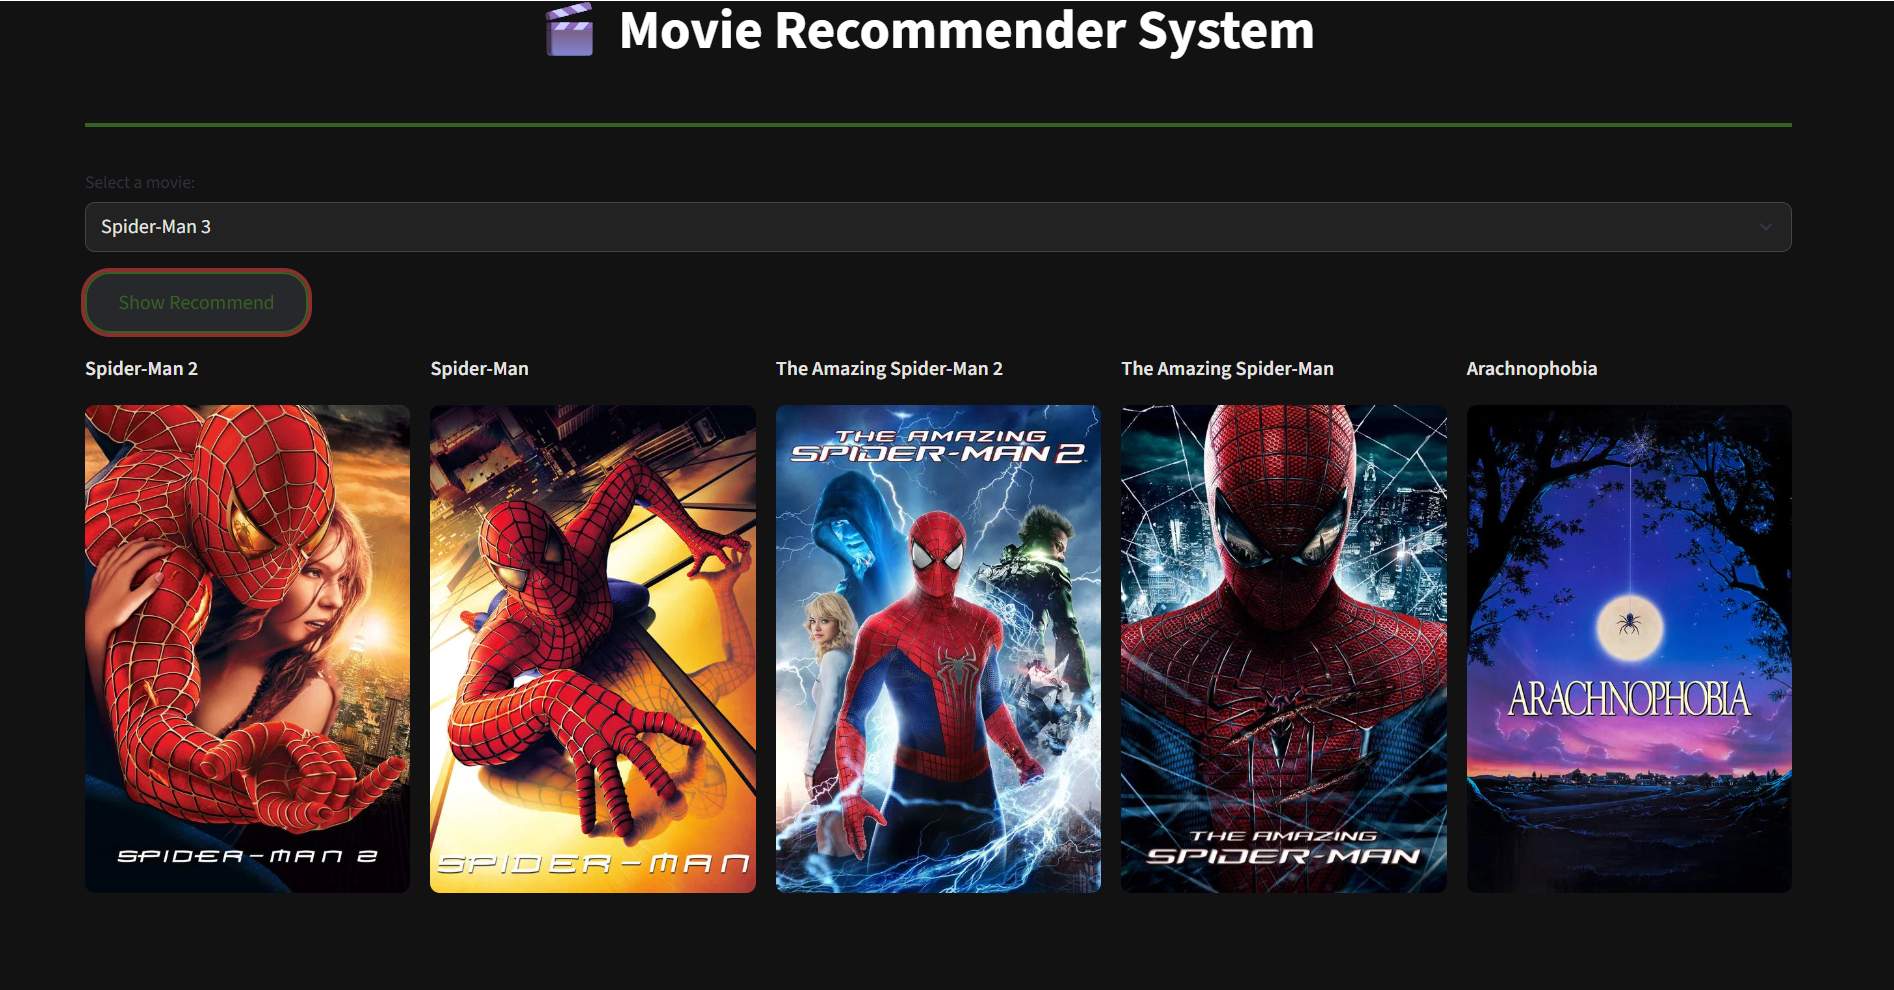 Movie Recommender System
Select a movie:
Spider-Man 3
Show Recommend
Spider-Man 2
Spider-Man
The Amazing Spider-Man 2
The Amazing Spider-Man
Arachnophobia
SPIDER-MAN 2
SPIDER-MAN
THE AMAZING
SPIDER-MAN 2
THE AMAZING
SPIDER-MAN
ARACHNOPHOBIA